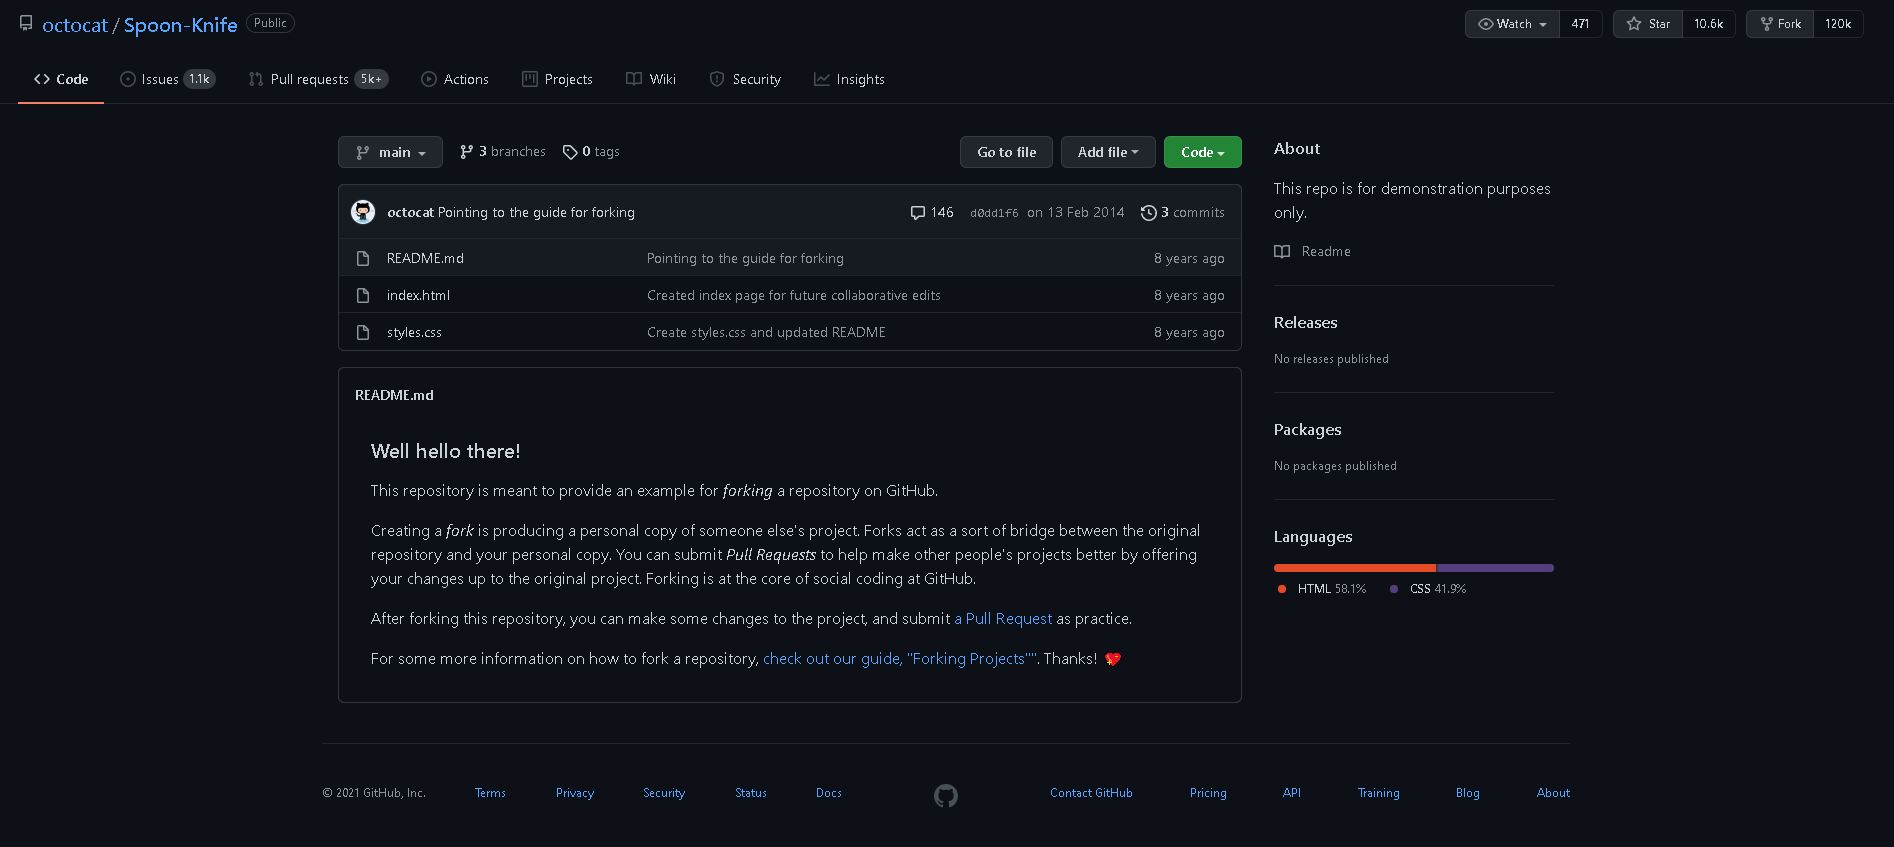 octocat / Spoon-Knife Public
Watch 471 Star 10.6k Fork 120k
Code Issues 1.1k Pull requests 5k+ Actions Projects Wiki Security Insights
main 3 branches 0 tags Go to file Add file Code
octocat Pointing to the guide for forking 146 d0dd1f6 on 13 Feb 2014 3 commits
README.md Pointing to the guide for forking 8 years ago
index.html Created index page for future collaborative edits 8 years ago
styles.css Create styles.css and updated README 8 years ago
README.md
Well hello there!
This repository is meant to provide an example for forking a repository on GitHub.
Creating a fork is producing a personal copy of someone else's project. Forks act as a sort of bridge between the original
repository and your personal copy. You can submit Pull Requests to help make other people's projects better by offering
your changes up to the original project. Forking is at the core of social coding at GitHub.
After forking this repository, you can make some changes to the project, and submit a Pull Request as practice.
For some more information on how to fork a repository, check out our guide, "Forking Projects"". Thanks! 💖
About
This repo is for demonstration purposes
only.
Readme
Releases
No releases published
Packages
No packages published
Languages
HTML 58.1% CSS 41.9%
© 2021 GitHub, Inc. Terms Privacy Security Status Docs Contact GitHub Pricing API Training Blog About